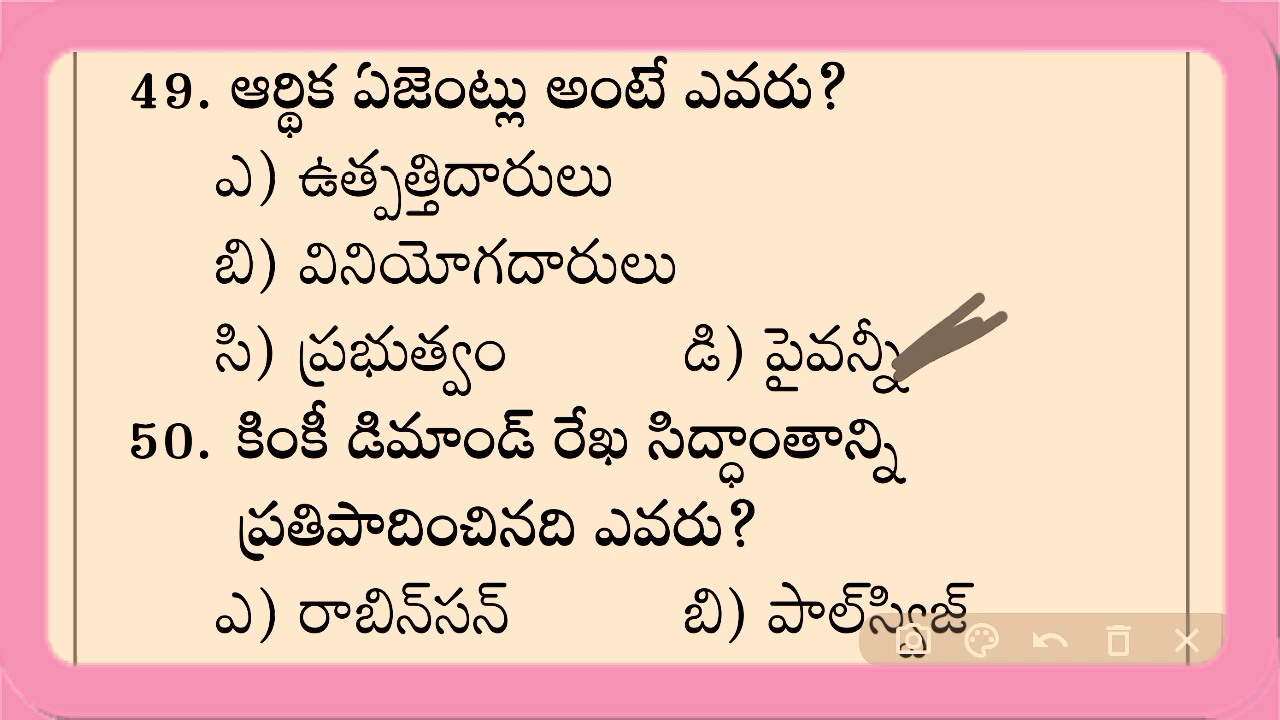 49. ఆర్థిక ఏజెంట్లు అంటే ఎవరు?
ఎ) ఉత్పత్తిదారులు
బి) వినియోగదారులు
సి) ప్రభుత్వం డి) పైవన్నీ
50. కింకీ డిమాండ్ రేఖ సిద్ధాంతాన్ని
ప్రతిపాదించినది ఎవరు?
ఎ) రాబిన్‌సన్ బి) పాల్‌స్వీజ్